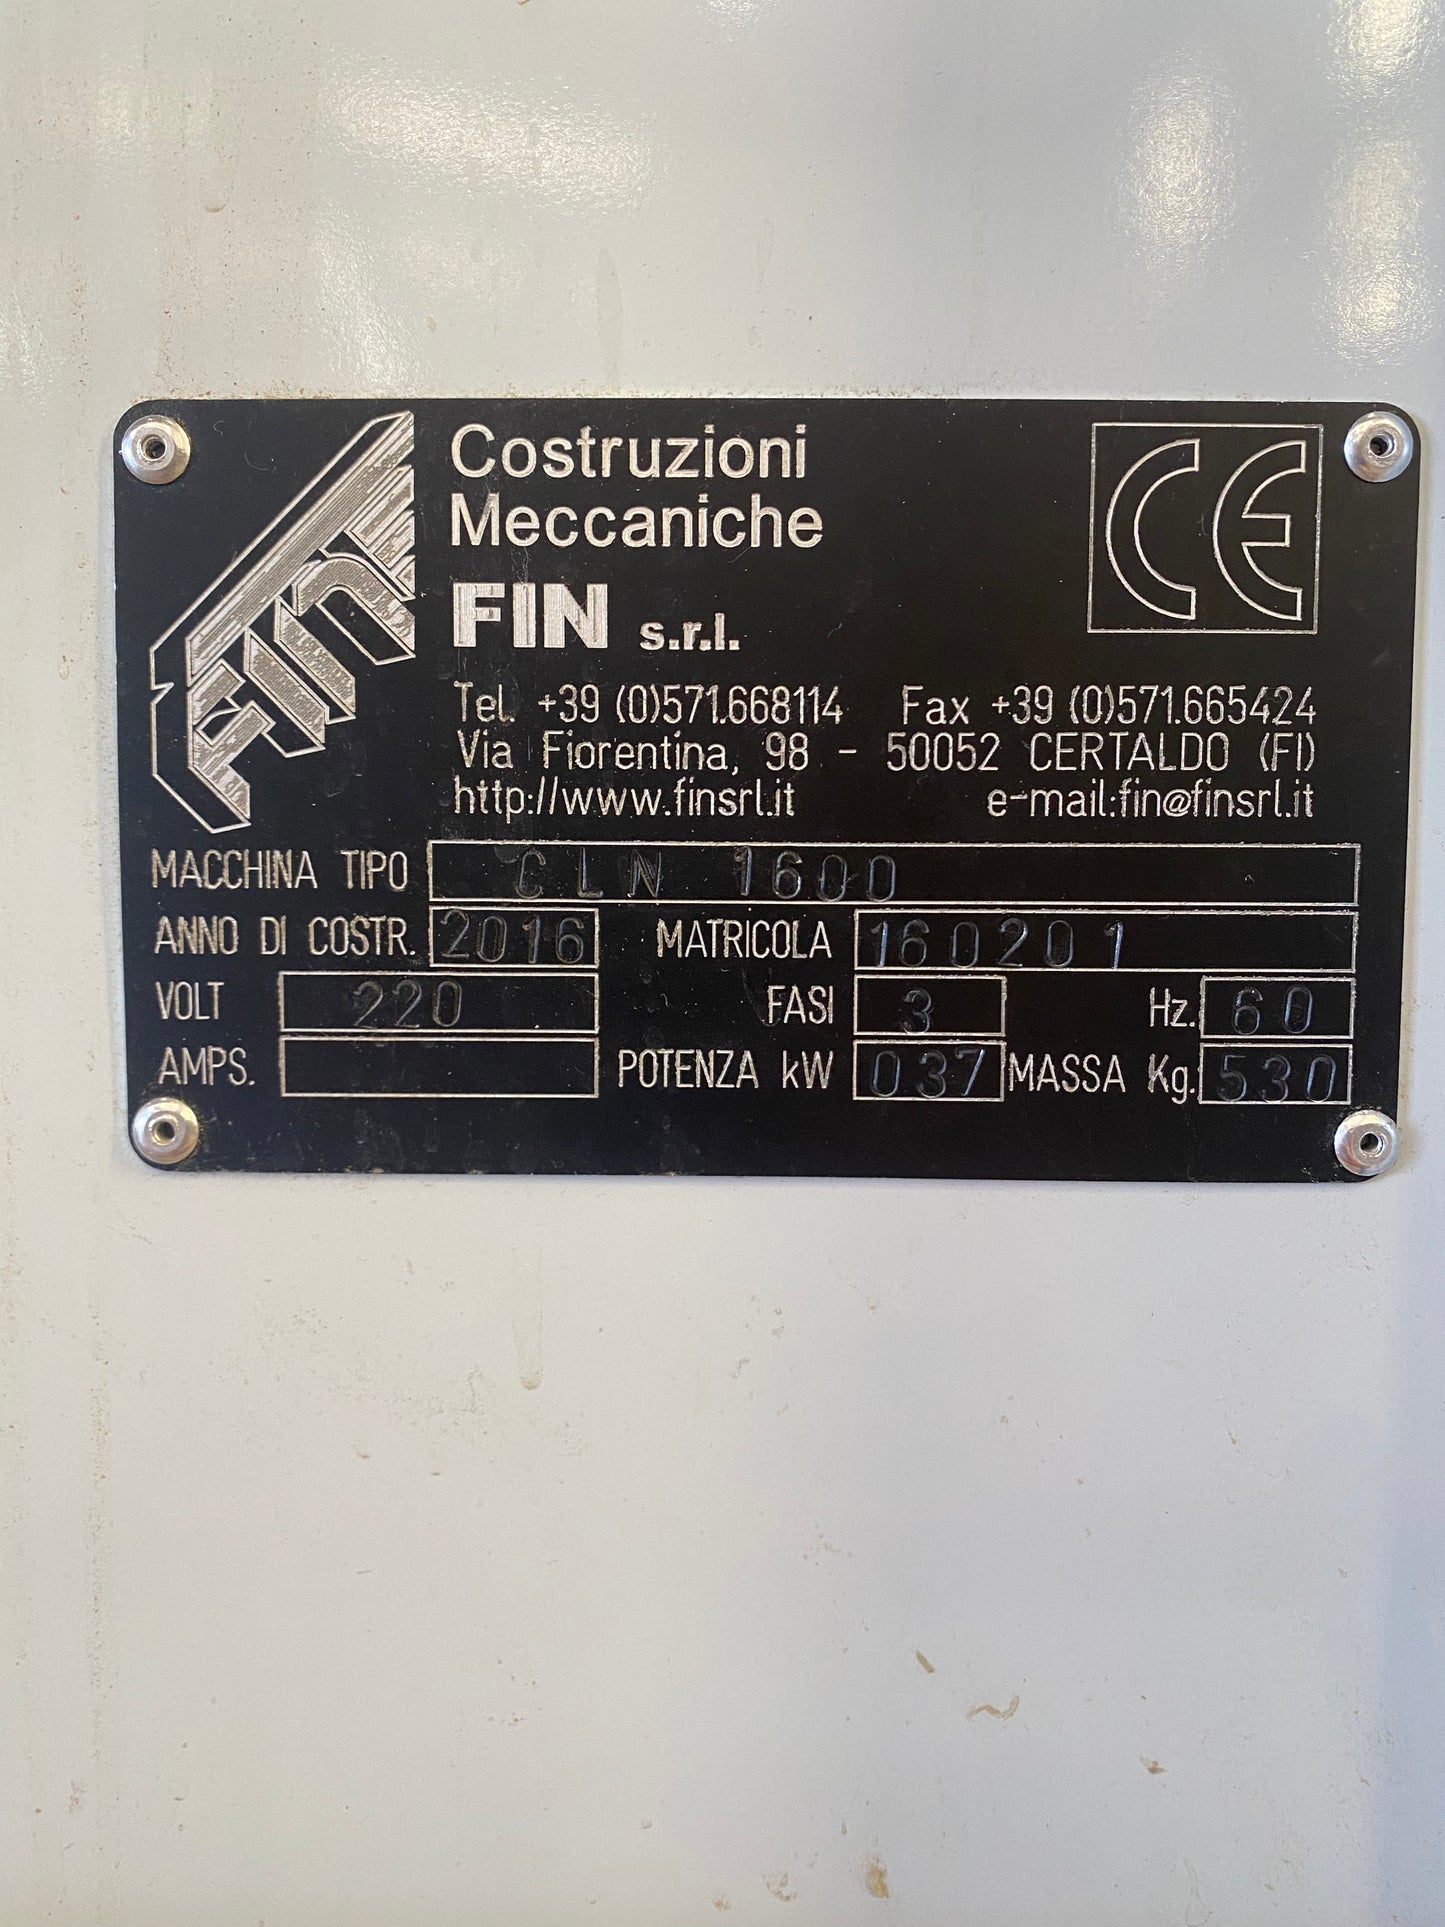 FIN
Costruzioni
Meccaniche
FIN s.r.l.
CE
Tel. +39 (0)571.668114 Fax +39 (0)571.665424
Via Fiorentina, 98 - 50052 CERTALDO (FI)
http://www.finsrl.it e-mail:fin@finsrl.it
MACCHINA TIPO CLN 1600
ANNO DI COSTR. 2016 MATRICOLA 160201
VOLT 220 FASI 3 Hz. 60
AMPS. POTENZA kW 037 MASSA Kg. 530